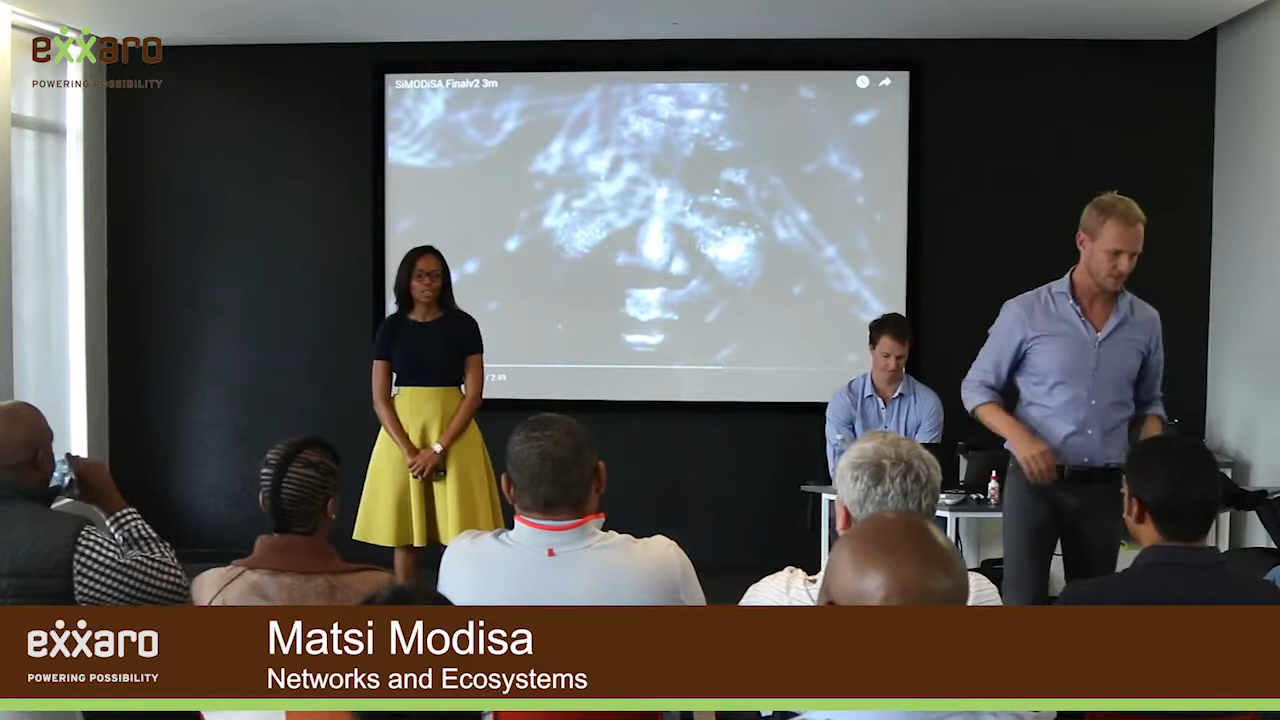 exxaro
POWERING POSSIBILITY
SiMODiSA Finalv2 3m
/ 2:49
exxaro
POWERING POSSIBILITY
Matsi Modisa
Networks and Ecosystems